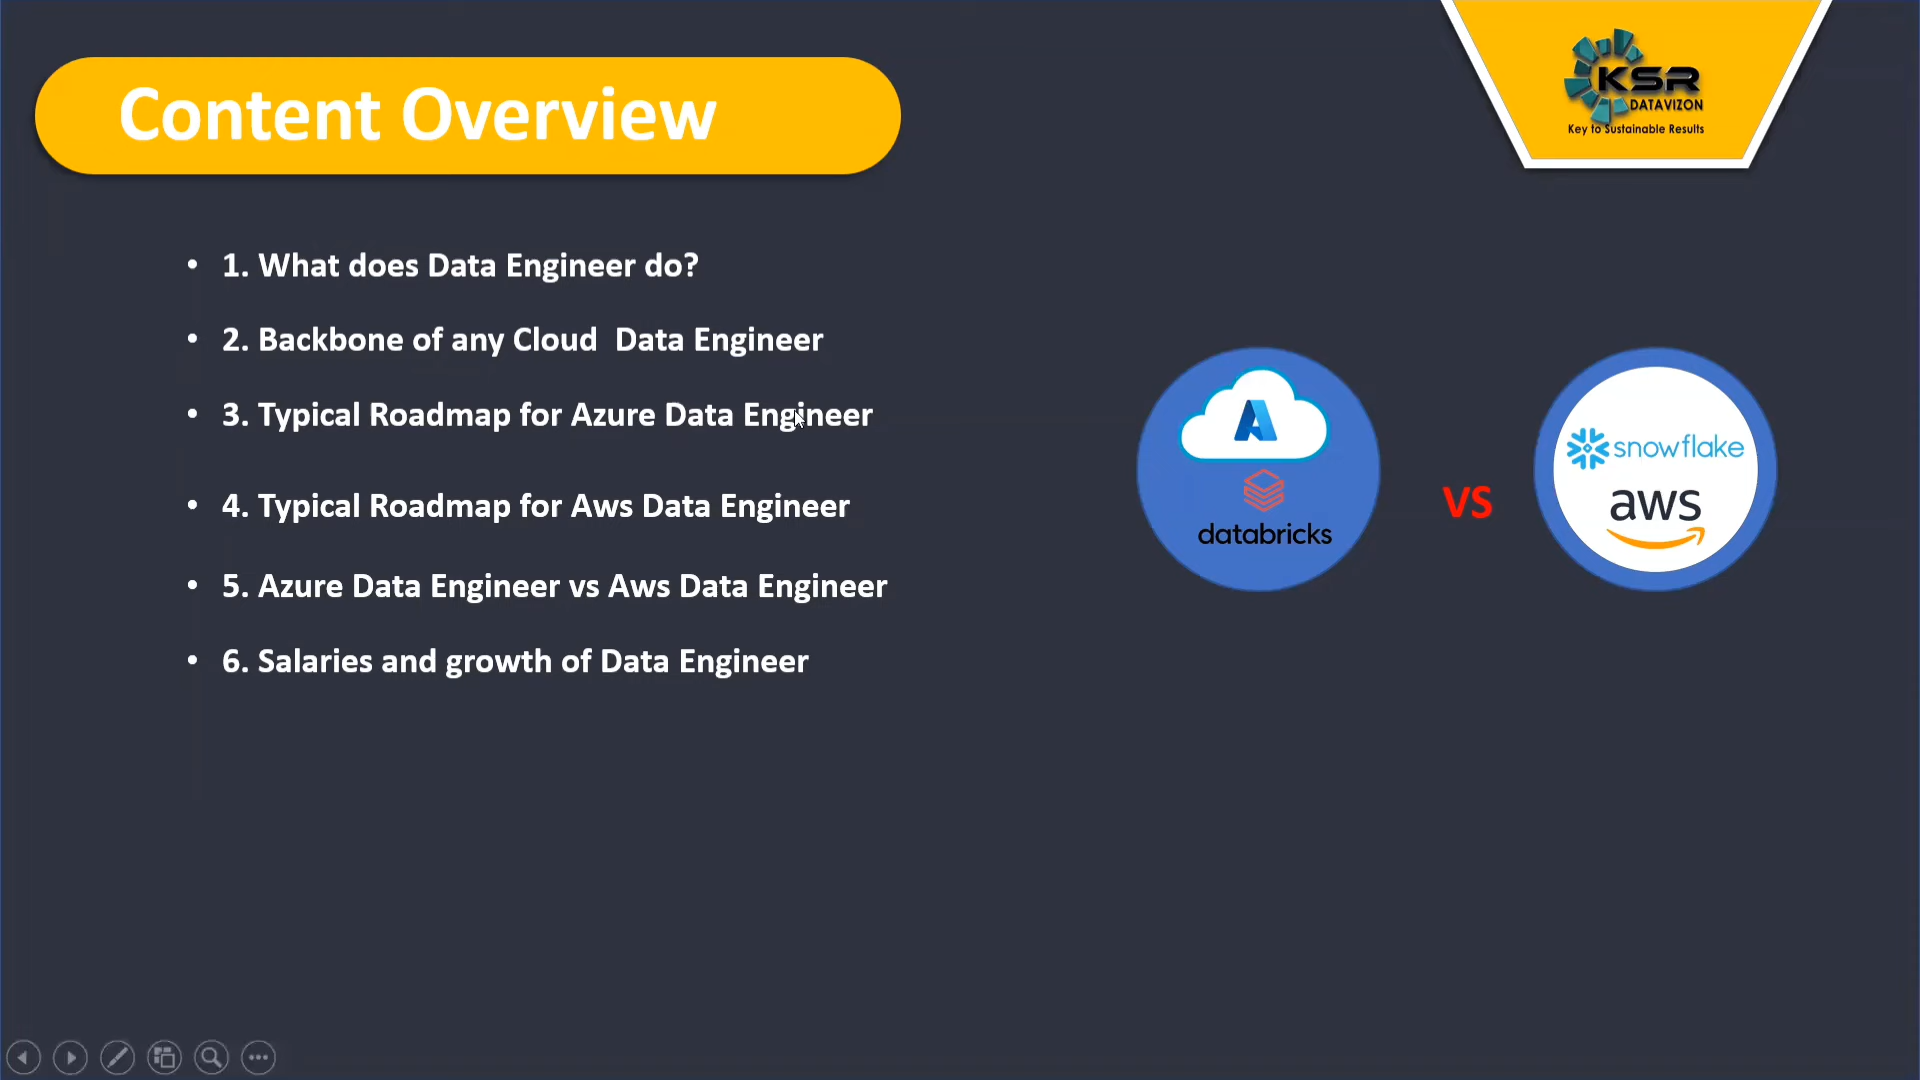 Content Overview
KSR
DATAVIZON
Key to Sustainable Results
• 1. What does Data Engineer do?
• 2. Backbone of any Cloud  Data Engineer
• 3. Typical Roadmap for Azure Data Engineer
• 4. Typical Roadmap for Aws Data Engineer
• 5. Azure Data Engineer vs Aws Data Engineer
• 6. Salaries and growth of Data Engineer
databricks
VS
snowflake
aws